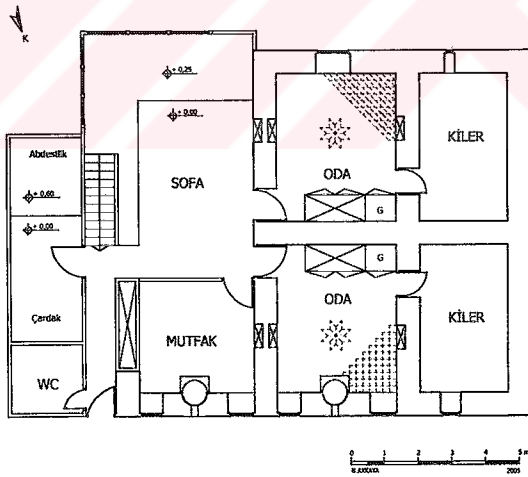 K
+ 0,25
+ 0,00
KİLER
Abdestlik
SOFA
ODA
+ 0,60
G
+ 0,00
G
ODA
Çardak
MUTFAK
KİLER
WC
0 1 2 3 4 5 M
2005